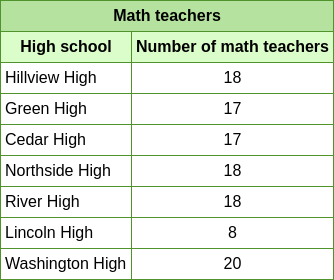 Math teachers
High school Number of math teachers
Hillview High 18
Green High 17
Cedar High 17
Northside High 18
River High 18
Lincoln High 8
Washington High 20